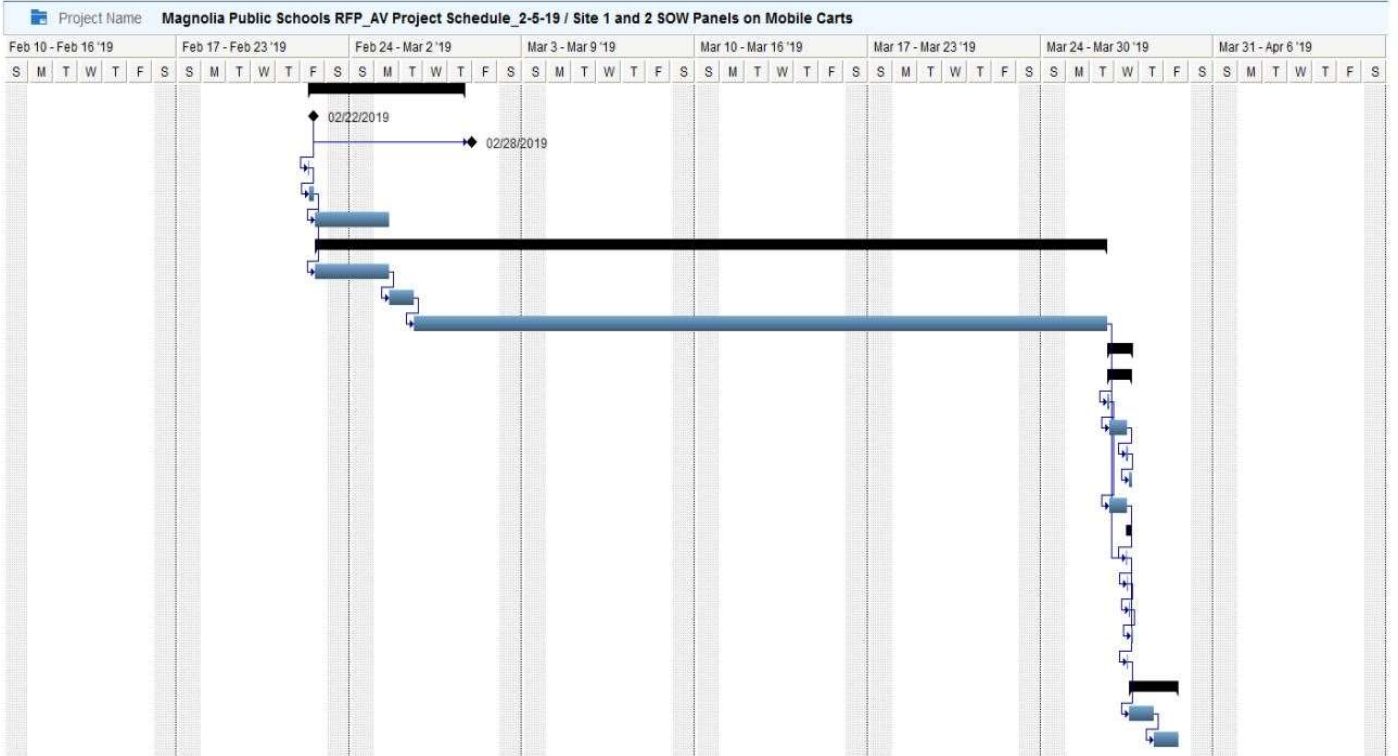 Project Name Magnolia Public Schools RFP_AV Project Schedule_2-5-19 / Site 1 and 2 SOW Panels on Mobile Carts
Feb 10 - Feb 16 '19 Feb 17 - Feb 23 '19 Feb 24 - Mar 2 '19 Mar 3 - Mar 9 '19 Mar 10 - Mar 16 '19 Mar 17 - Mar 23 '19 Mar 24 - Mar 30 '19 Mar 31 - Apr 6 '19
S M T W T F S S M T W T F S S M T W T F S S M T W T F S S M T W T F S S M T W T F S S M T W T F S S M T W T F S
02/22/2019
02/28/2019